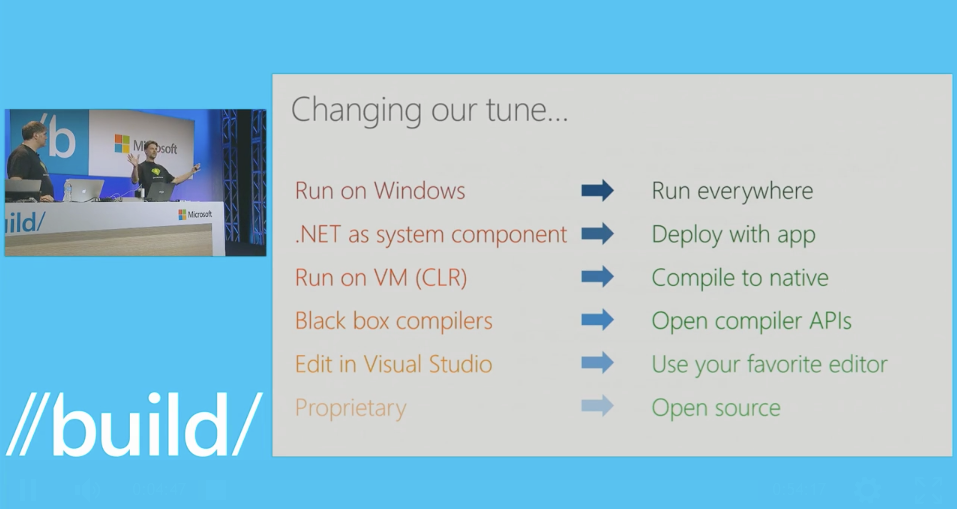 Changing our tune...
Run on Windows Run everywhere
.NET as system component Deploy with app
Run on VM (CLR) Compile to native
Black box compilers Open compiler APIs
Edit in Visual Studio Use your favorite editor
Proprietary Open source
b
Microsoft
ild/
Microsoft
//build/